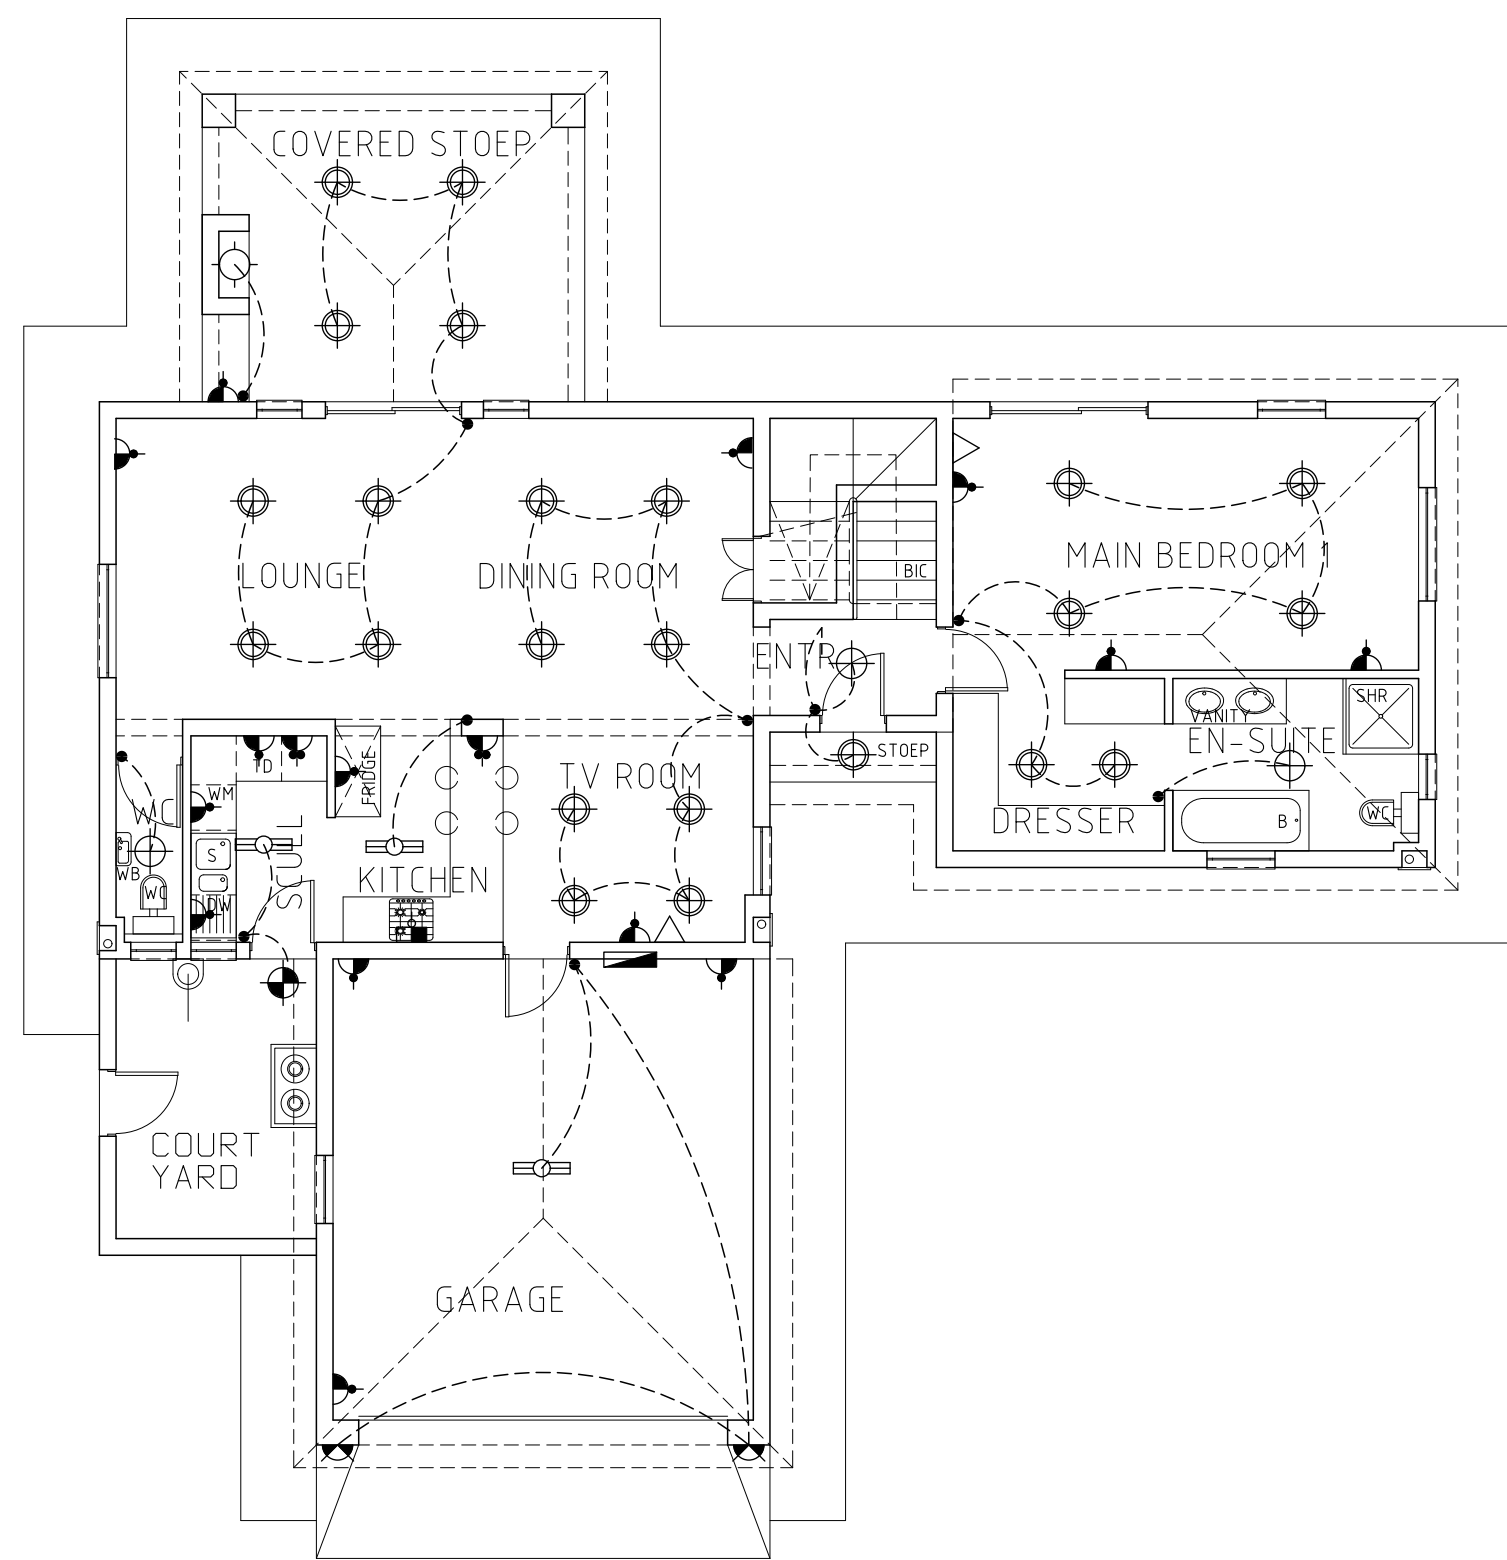 COVERED STOEP
LOUNGE
DINING ROOM
MAIN BEDROOM 1
BIC
ENTR
STOEP
SHR
VANITY
EN-SUITE
TV ROOM
FRIDGE
TD
WM
WC
WB
WC
S
SCULL
DW
KITCHEN
DRESSER
B
WC
COURT
YARD
GARAGE